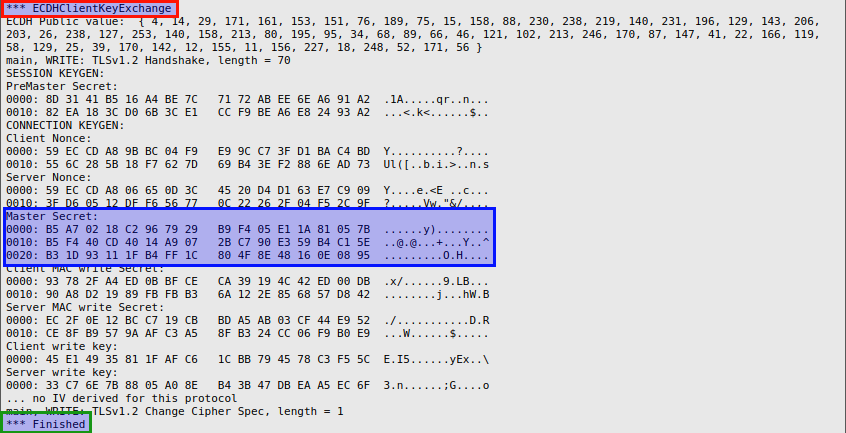 *** ECDHClientKeyExchange
ECDH Public value:  { 4, 14, 29, 171, 161, 153, 151, 76, 189, 75, 15, 158, 88, 230, 238, 219, 140, 231, 196, 129, 143, 206,
203, 26, 238, 127, 253, 140, 158, 213, 80, 195, 95, 34, 68, 89, 66, 46, 121, 102, 213, 246, 170, 87, 147, 41, 22, 166, 119,
58, 129, 25, 39, 170, 142, 12, 155, 11, 156, 227, 18, 248, 52, 171, 56 }
main, WRITE: TLSv1.2 Handshake, length = 70
SESSION KEYGEN:
PreMaster Secret:
0000: 8D 31 41 B5 16 A4 BE 7C   71 72 AB EE 6E A6 91 A2  .1A.....qr..n...
0010: 82 EA 18 3C D0 6B 3C E1   CC F9 BE A6 E8 24 93 A2  ...<.k<......$..
CONNECTION KEYGEN:
Client Nonce:
0000: 59 EC CD A8 9B BC 04 F9   E9 9C C7 3F D1 BA C4 BD  Y..........?....
0010: 55 6C 28 5B 18 F7 62 7D   69 B4 3E F2 88 6E AD 73  Ul([..b.i.>..n.s
Server Nonce:
0000: 59 EC CD A8 06 65 0D 3C   45 20 D4 D1 63 E7 C9 09  Y....e.<E ..c...
0010: 3F D6 05 12 DF F6 56 77   0C 22 26 2F 04 F5 2C 9F  ?.....Vw."&/..,.
Master Secret:
0000: B5 A7 02 18 C2 96 79 29   B9 F4 05 E1 1A 81 05 7B  ......y)........
0010: B5 F4 40 CD 40 14 A9 07   2B C7 90 E3 59 B4 C1 5E  ..@.@...+...Y..^
0020: B3 1D 93 11 1F B4 FF 1C   80 4F 8E 48 16 0E 08 95  .........O.H....
Client MAC write Secret:
0000: 93 78 2F A4 ED 0B BF CE   CA 39 19 4C 42 ED 00 DB  .x/......9.LB...
0010: 90 A8 D2 19 89 FB FB B3   6A 12 2E 85 68 57 D8 42  ........j...hW.B
Server MAC write Secret:
0000: EC 2F 0E 12 BC C7 19 CB   BD A5 AB 03 CF 44 E9 52  ./...........D.R
0010: CE 8F B9 57 9A AF C3 A5   8F B3 24 CC 06 F9 B0 E9  ...W......$.....
Client write key:
0000: 45 E1 49 35 81 1F AF C6   1C BB 79 45 78 C3 F5 5C  E.I5......yEx..\
Server write key:
0000: 33 C7 6E 7B 88 05 A0 8E   B4 3B 47 DB EA A5 EC 6F  3.n......;G....o
... no IV derived for this protocol
main, WRITE: TLSv1.2 Change Cipher Spec, length = 1
*** Finished